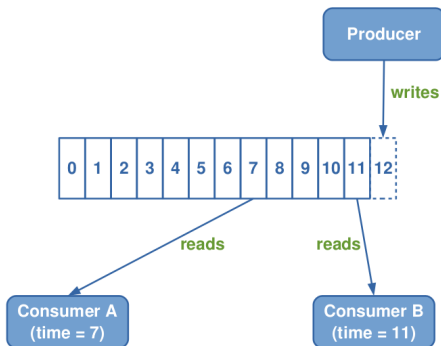 Producer
writes
0 1 2 3 4 5 6 7 8 9 10 11 12
reads reads
Consumer A
(time = 7)
Consumer B
(time = 11)